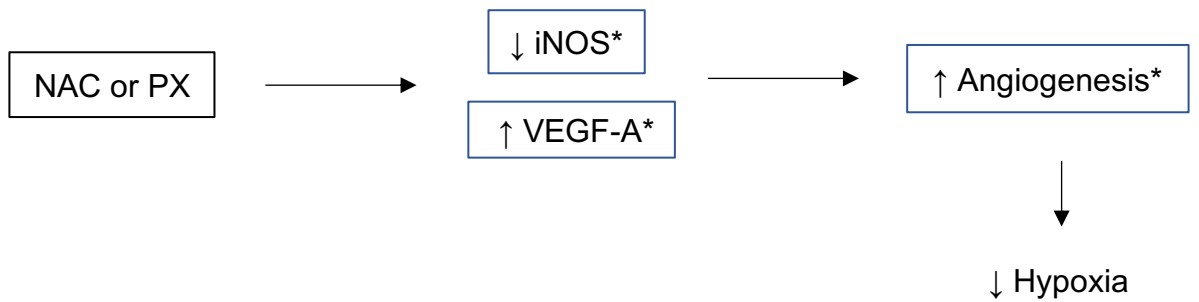 NAC or PX
↓ iNOS*
↑ VEGF-A*
↑ Angiogenesis*
↓ Hypoxia